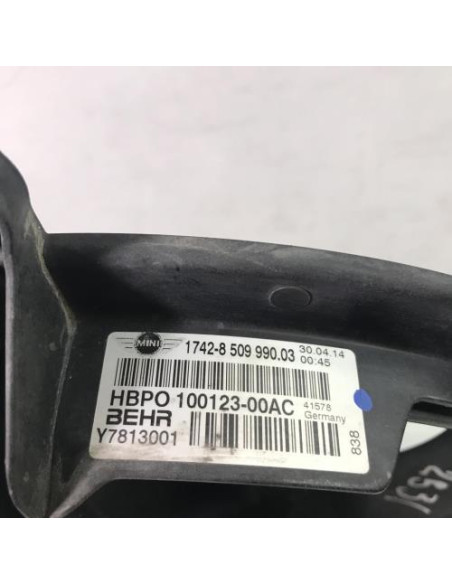 MINI 1742-8 509 990.03 30.04.14
00:45
HBPO 100123-00AC 41578
BEHR Germany
Y7813001
838